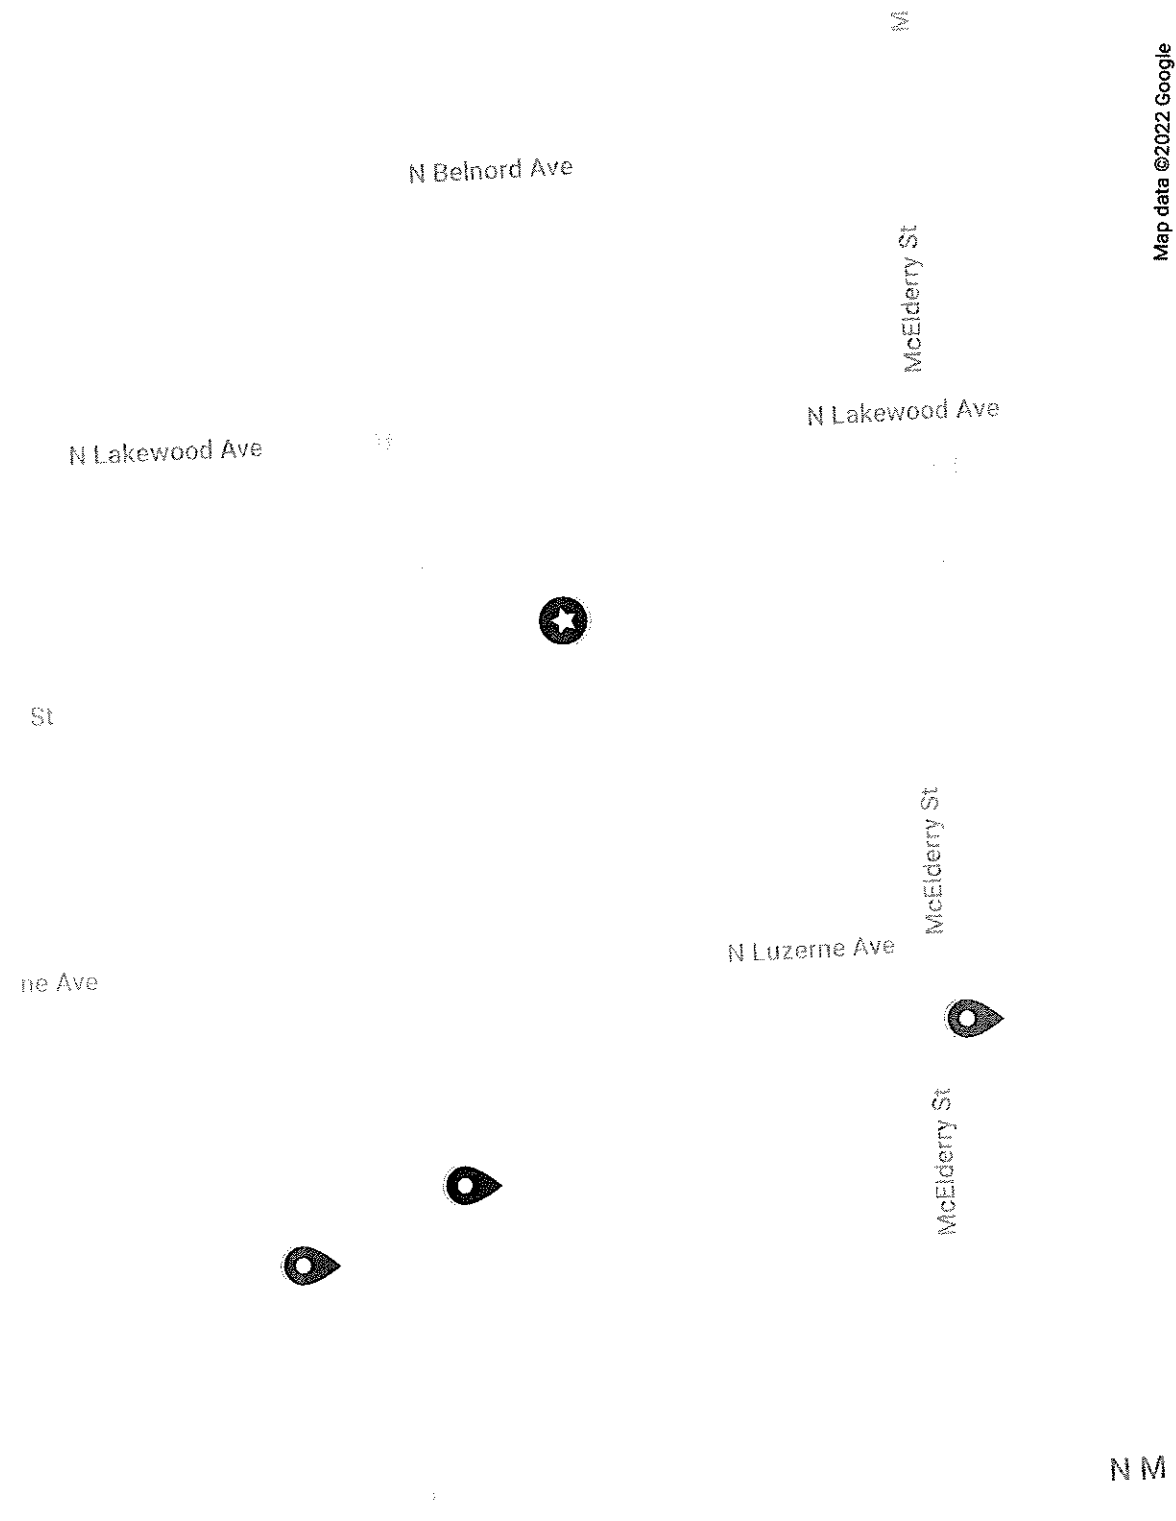 M
Map data ©2022 Google
N Belnord Ave
McElderry St
N Lakewood Ave
N Lakewood Ave
St
McElderry St
N Luzerne Ave
ne Ave
McElderry St
N M